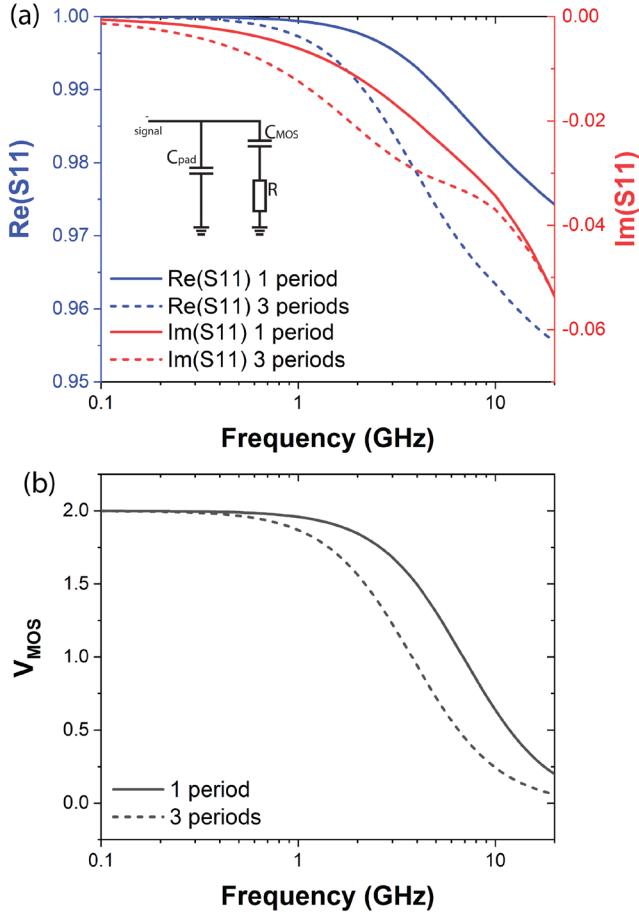 (a)
1.00
0.99
0.98
0.97
0.96
0.95
Re(S11)
0.00
-0.02
-0.04
-0.06
Im(S11)
signal
Cpad
CMOS
R
Re(S11) 1 period
Re(S11) 3 periods
Im(S11) 1 period
Im(S11) 3 periods
0.1 1 10
Frequency (GHz)
(b)
2.0
1.5
1.0
0.5
0.0
VMOS
1 period
3 periods
0.1 1 10
Frequency (GHz)